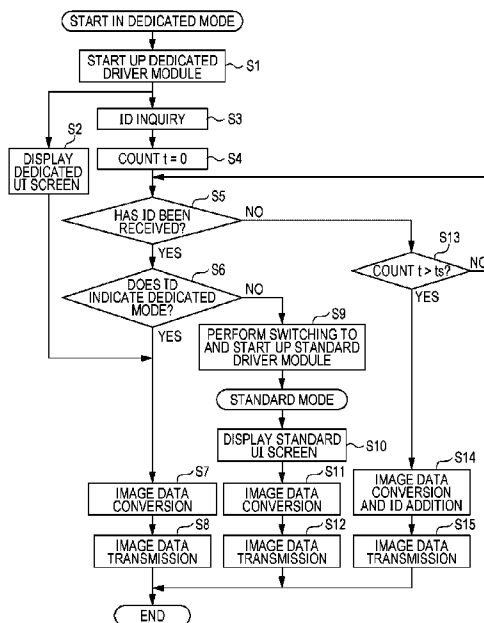 START IN DEDICATED MODE
START UP DEDICATED
DRIVER MODULE
S1
S2
DISPLAY
DEDICATED
UI SCREEN
ID INQUIRY
S3
COUNT t = 0
S4
S5
HAS ID BEEN
RECEIVED?
NO
YES
S13
COUNT t > ts?
NO
YES
S6
DOES ID
INDICATE DEDICATED
MODE?
NO
YES
S9
PERFORM SWITCHING TO
AND START UP STANDARD
DRIVER MODULE
STANDARD MODE
DISPLAY STANDARD
UI SCREEN
S10
S7
IMAGE DATA
CONVERSION
S11
IMAGE DATA
CONVERSION
S14
IMAGE DATA
CONVERSION
AND ID ADDITION
S8
IMAGE DATA
TRANSMISSION
S12
IMAGE DATA
TRANSMISSION
S15
IMAGE DATA
TRANSMISSION
END